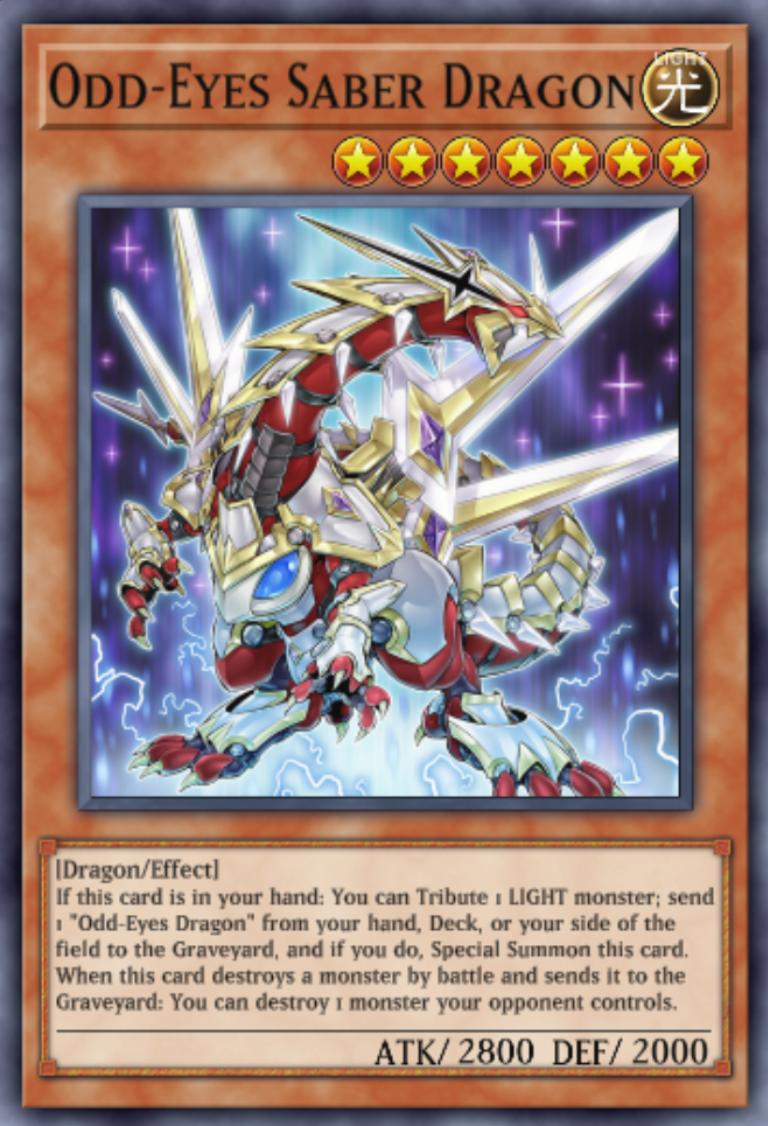 Odd-Eyes Saber Dragon
LIGHT
光
[Dragon/Effect]
If this card is in your hand: You can Tribute 1 LIGHT monster; send
1 "Odd-Eyes Dragon" from your hand, Deck, or your side of the
field to the Graveyard, and if you do, Special Summon this card.
When this card destroys a monster by battle and sends it to the
Graveyard: You can destroy 1 monster your opponent controls.
ATK/ 2800 DEF/ 2000